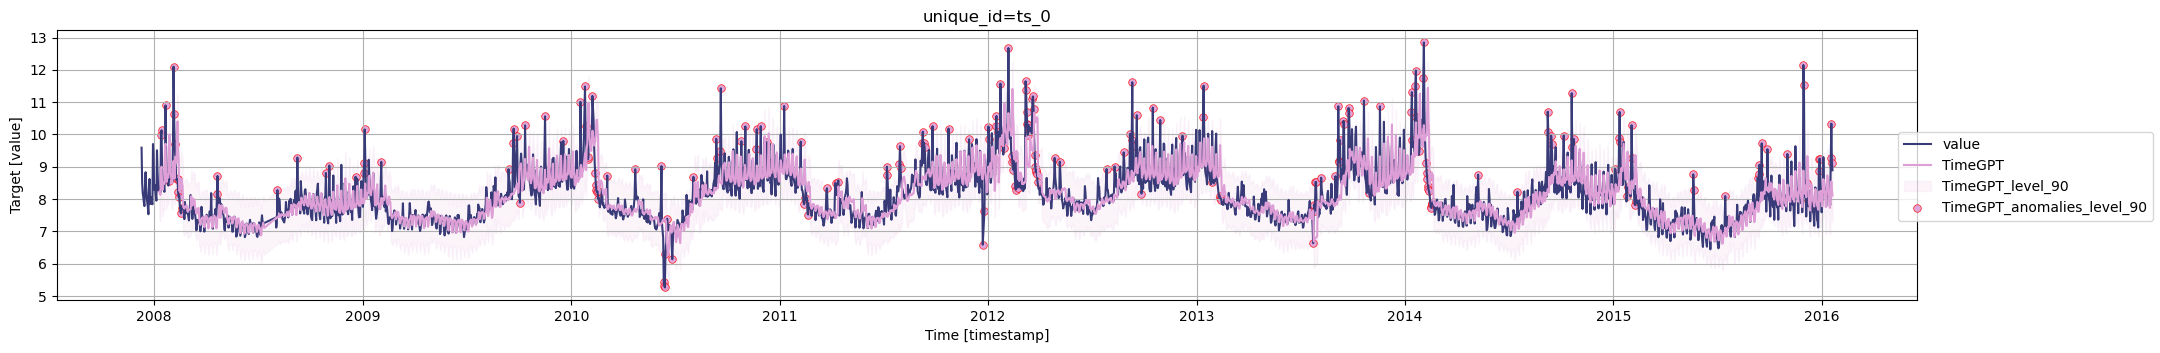 unique_id=ts_0
Target [value]
13
12
11
10
9
8
7
6
5
2008
2009
2010
2011
2012
2013
2014
2015
2016
Time [timestamp]
value
TimeGPT
TimeGPT_level_90
TimeGPT_anomalies_level_90